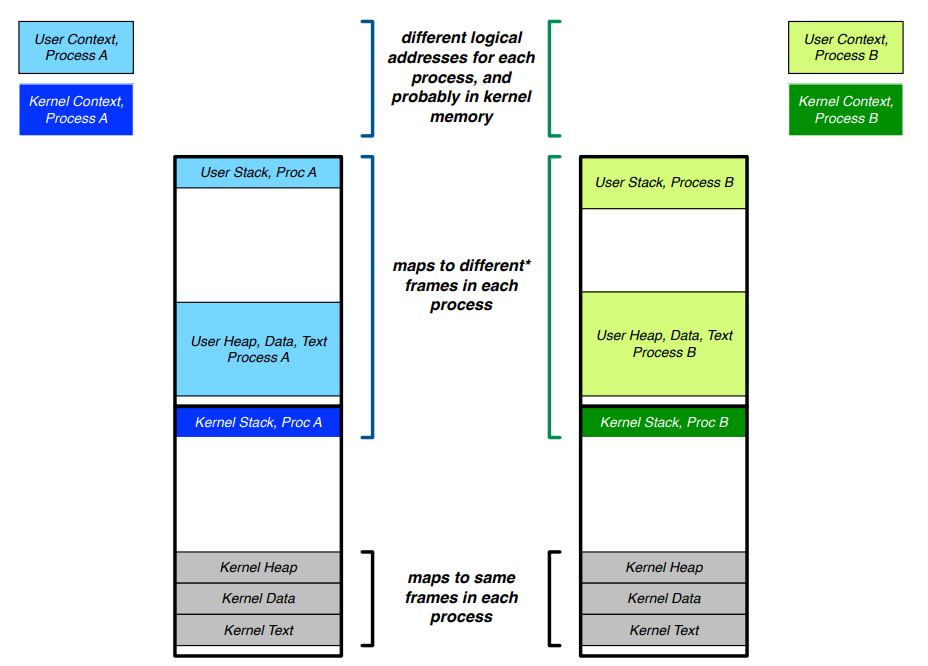 User Context,
Process A
Kernel Context,
Process A
different logical
addresses for each
process, and
probably in kernel
memory
User Context,
Process B
Kernel Context,
Process B
User Stack, Proc A
User Heap, Data, Text
Process A
Kernel Stack, Proc A
Kernel Heap
Kernel Data
Kernel Text
maps to different*
frames in each
process
maps to same
frames in each
process
User Stack, Process B
User Heap, Data, Text
Process B
Kernel Stack, Proc B
Kernel Heap
Kernel Data
Kernel Text